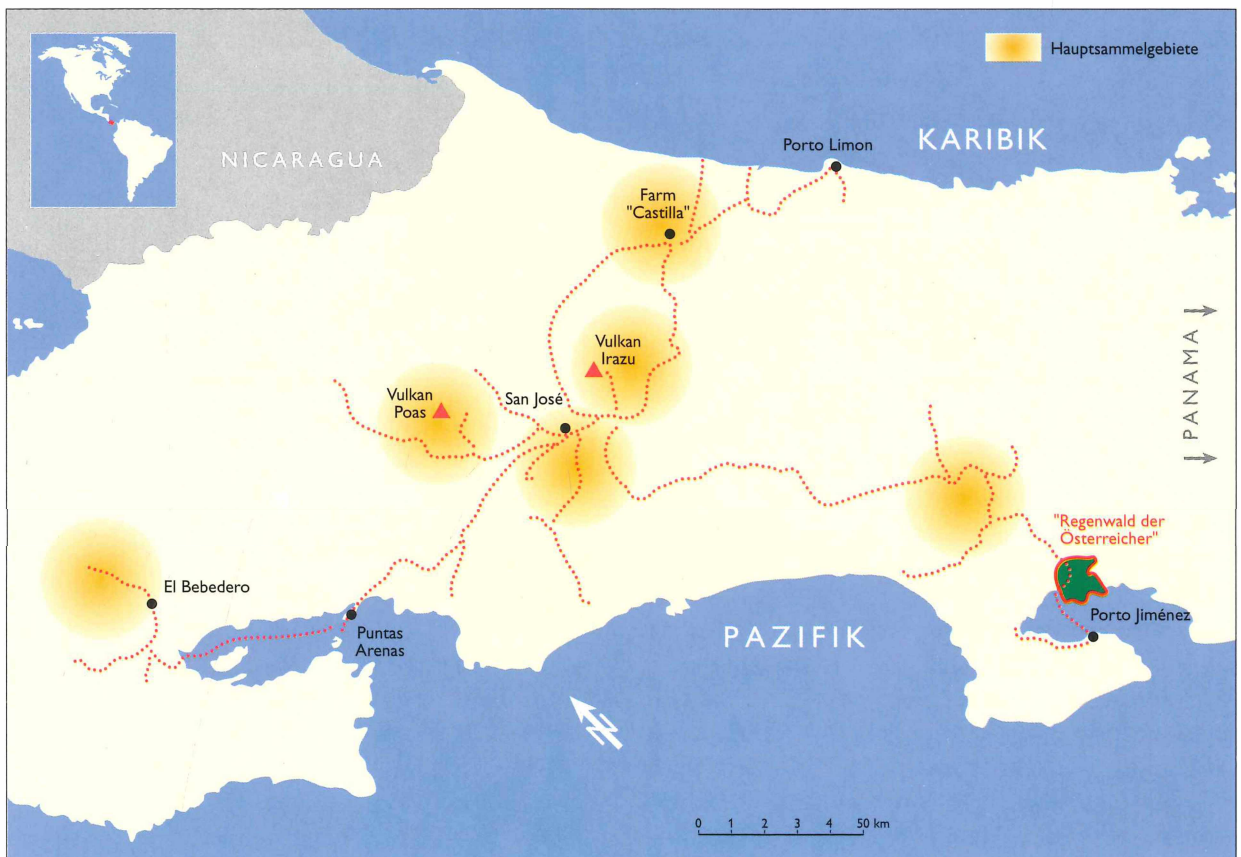 Hauptsammelgebiete
KARIBIK
NICARAGUA
Porto Limon
Farm
"Castilla"
Vulkan
Irazu
PANAMA
Vulkan
Poas
San José
"Regenwald der
Österreicher"
El Bebedero
Porto Jiménez
Puntas
Arenas
PAZIFIK
N
0 1 2 3 4 50 km